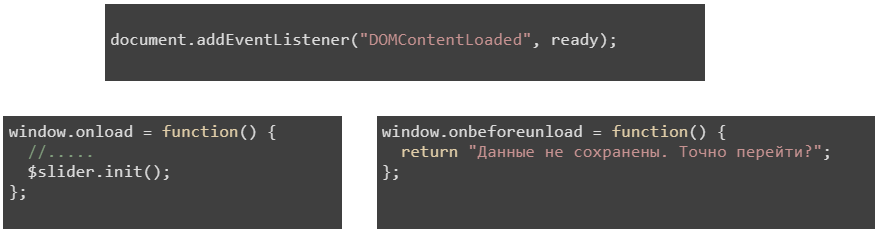 document.addEventListener("DOMContentLoaded", ready);
window.onload = function() {
  //.....
  $slider.init();
};
window.onbeforeunload = function() {
  return "Данные не сохранены. Точно перейти?";
};